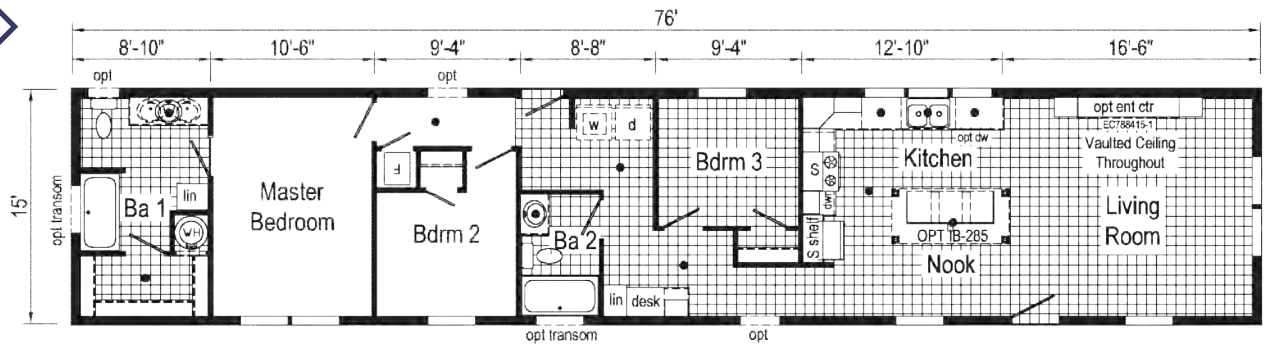 76'
8'-10" 10'-6" 9'-4" 8'-8" 9'-4" 12'-10" 16'-6"
opt
opt
15'
opt transom
Ba 1
lin
WH
Master
Bedroom
F
Bdrm 2
w d
Ba 2
lin desk
opt transom
Bdrm 3
opt
S
dwr
S shelf
Kitchen
opt dw
OPT IB-285
Nook
opt ent ctr
EC788415-1
Vaulted Ceiling
Throughout
Living
Room